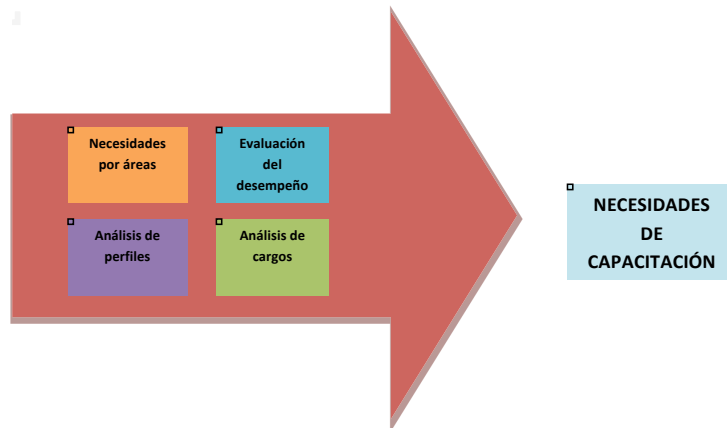 Necesidades
por áreas
Evaluación
del
desempeño
Análisis de
perfiles
Análisis de
cargos
NECESIDADES
DE
CAPACITACIÓN